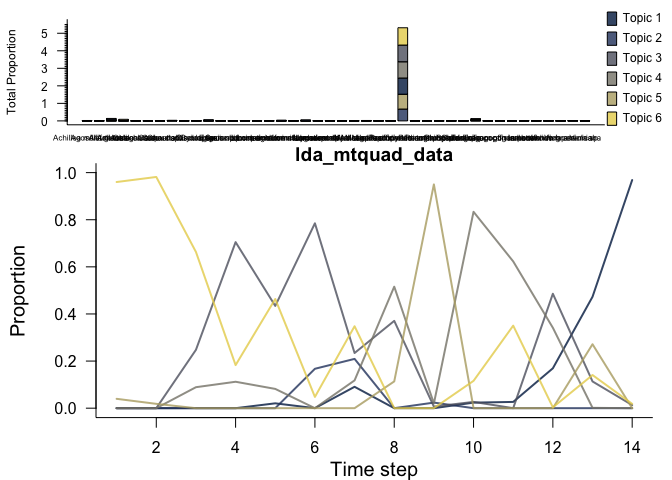 Total Proportion
5
4
3
2
1
0
Topic 1
Topic 2
Topic 3
Topic 4
Topic 5
Topic 6
lda_mtquad_data
Proportion
1.0
0.8
0.6
0.4
0.2
0.0
2 4 6 8 10 12 14
Time step